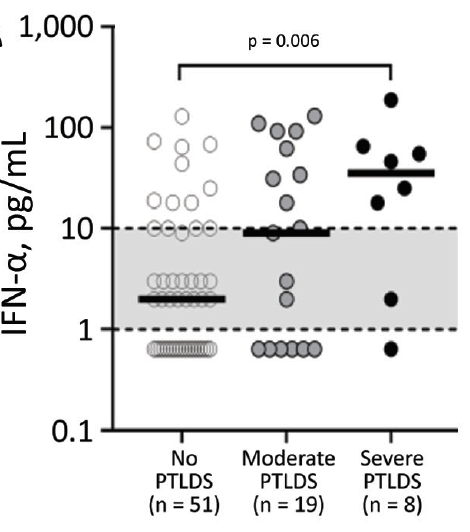 1,000
p = 0.006
100
10
1
0.1
IFN-α, pg/mL
No
PTLDS
(n = 51)
Moderate
PTLDS
(n = 19)
Severe
PTLDS
(n = 8)